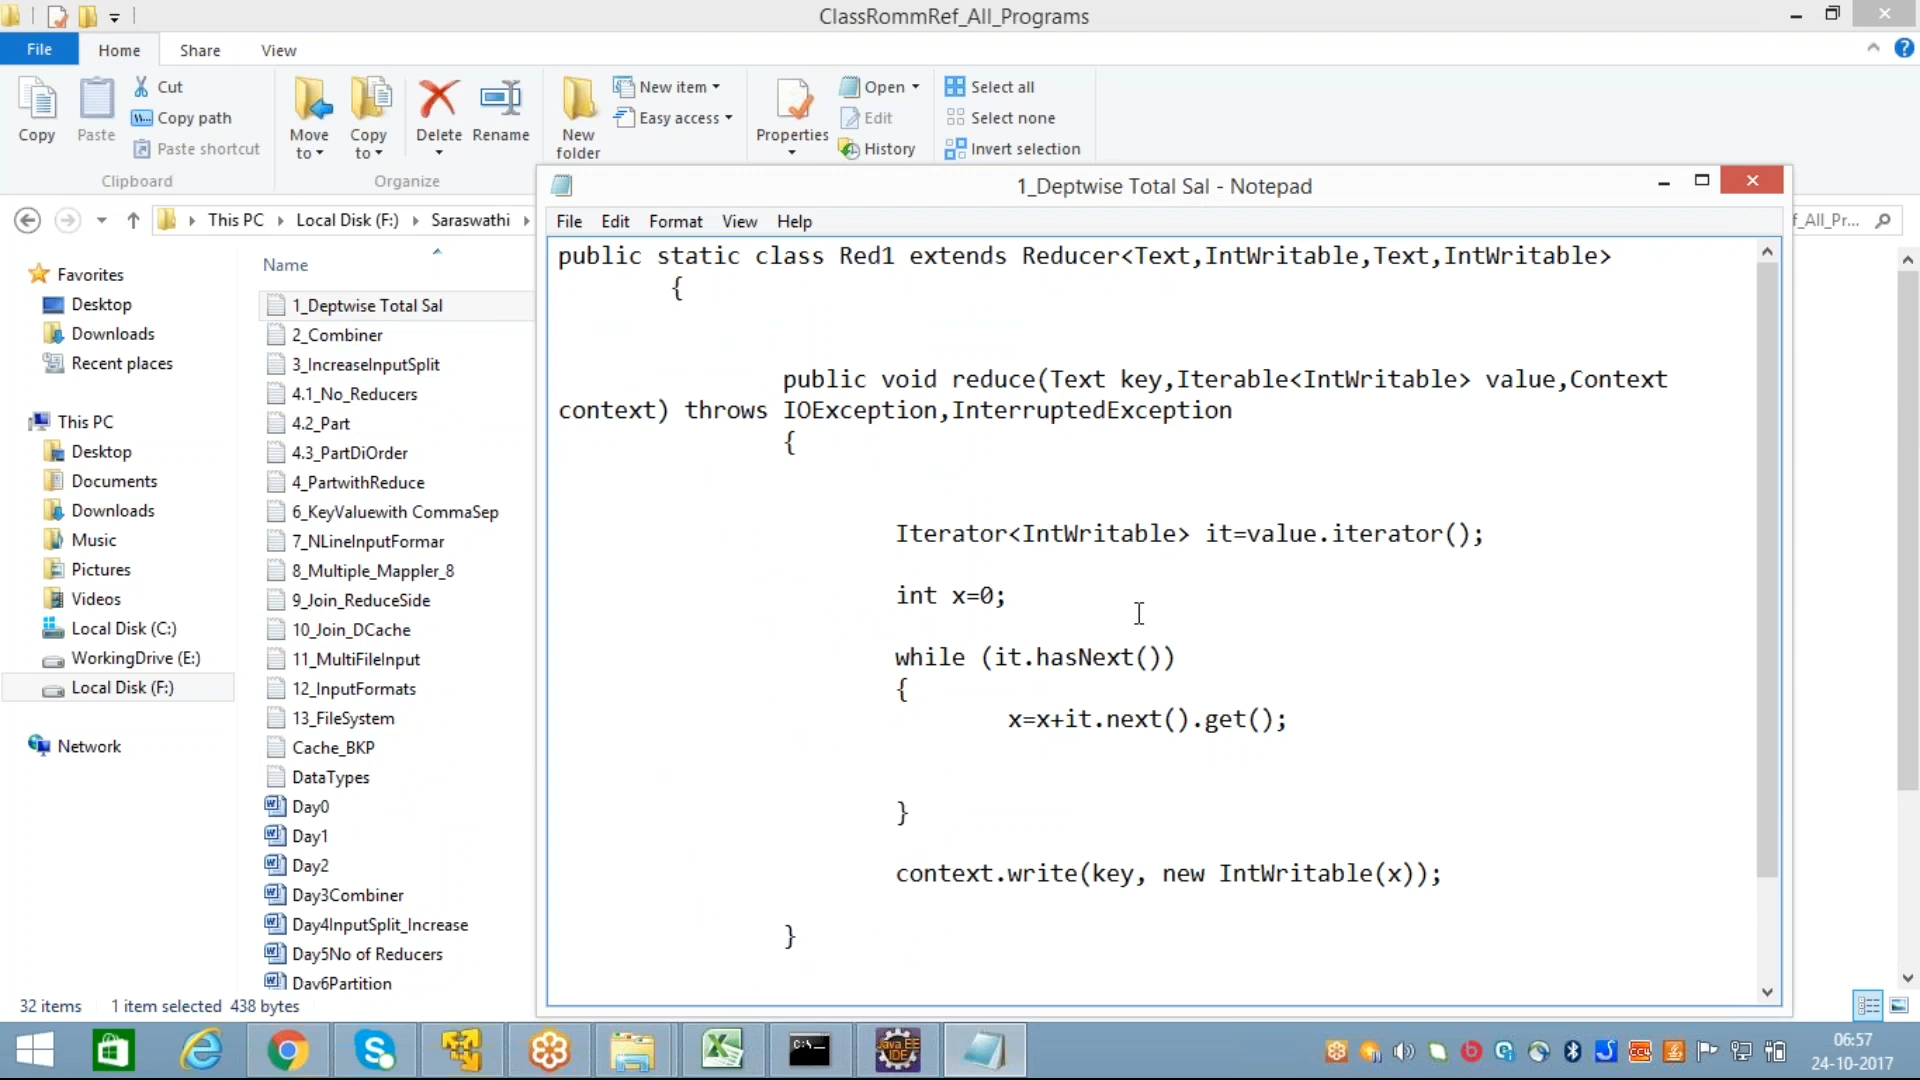 ClassRommRef_All_Programs
File Home Share View
Cut
Copy path
Paste shortcut
Copy Paste
Clipboard
Move to Copy to Delete Rename
Organize
New folder
New item
Easy access
Properties
Open
Edit
History
Select all
Select none
Invert selection
This PC Local Disk (F:) Saraswathi
f_All_Pr...
Favorites
Desktop
Downloads
Recent places
This PC
Desktop
Documents
Downloads
Music
Pictures
Videos
Local Disk (C:)
WorkingDrive (E:)
Local Disk (F:)
Network
Name
1_Deptwise Total Sal
2_Combiner
3_IncreaseInputSplit
4.1_No_Reducers
4.2_Part
4.3_PartDiOrder
4_PartwithReduce
6_KeyValuewith CommaSep
7_NLineInputFormar
8_Multiple_Mappler_8
9_Join_ReduceSide
10_Join_DCache
11_MultiFileInput
12_InputFormats
13_FileSystem
Cache_BKP
DataTypes
Day0
Day1
Day2
Day3Combiner
Day4InputSplit_Increase
Day5No of Reducers
Day6Partition
32 items 1 item selected 438 bytes
1_Deptwise Total Sal - Notepad
File Edit Format View Help
public static class Red1 extends Reducer<Text,IntWritable,Text,IntWritable>
{
public void reduce(Text key,Iterable<IntWritable> value,Context
context) throws IOException,InterruptedException
{
Iterator<IntWritable> it=value.iterator();
int x=0;
while (it.hasNext())
{
x=x+it.next().get();
}
context.write(key, new IntWritable(x));
}
Java EE
IDE
C:\
06:57
24-10-2017